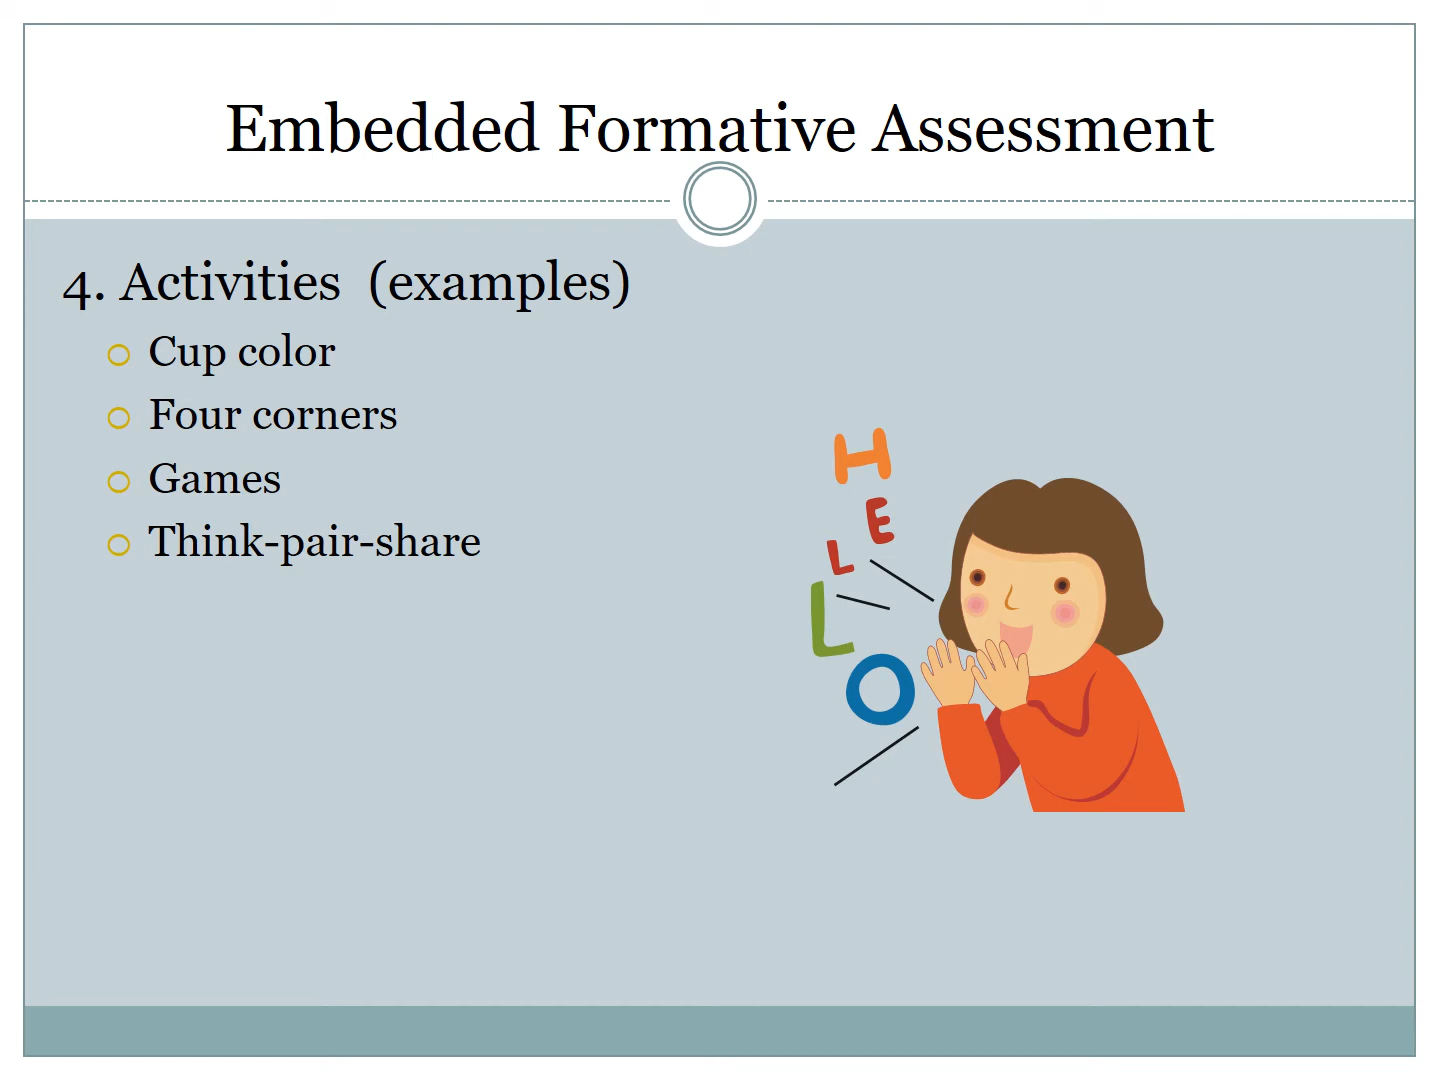 Embedded Formative Assessment
4. Activities (examples)
Cup color
Four corners
Games
Think-pair-share
H
E
L
L
O